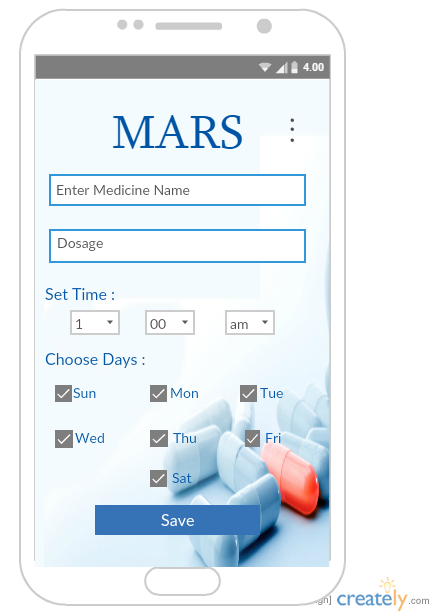 4.00
MARS
Enter Medicine Name
Dosage
Set Time :
1 00 am
Choose Days :
Sun Mon Tue
Wed Thu Fri
Sat
Save
creately.com